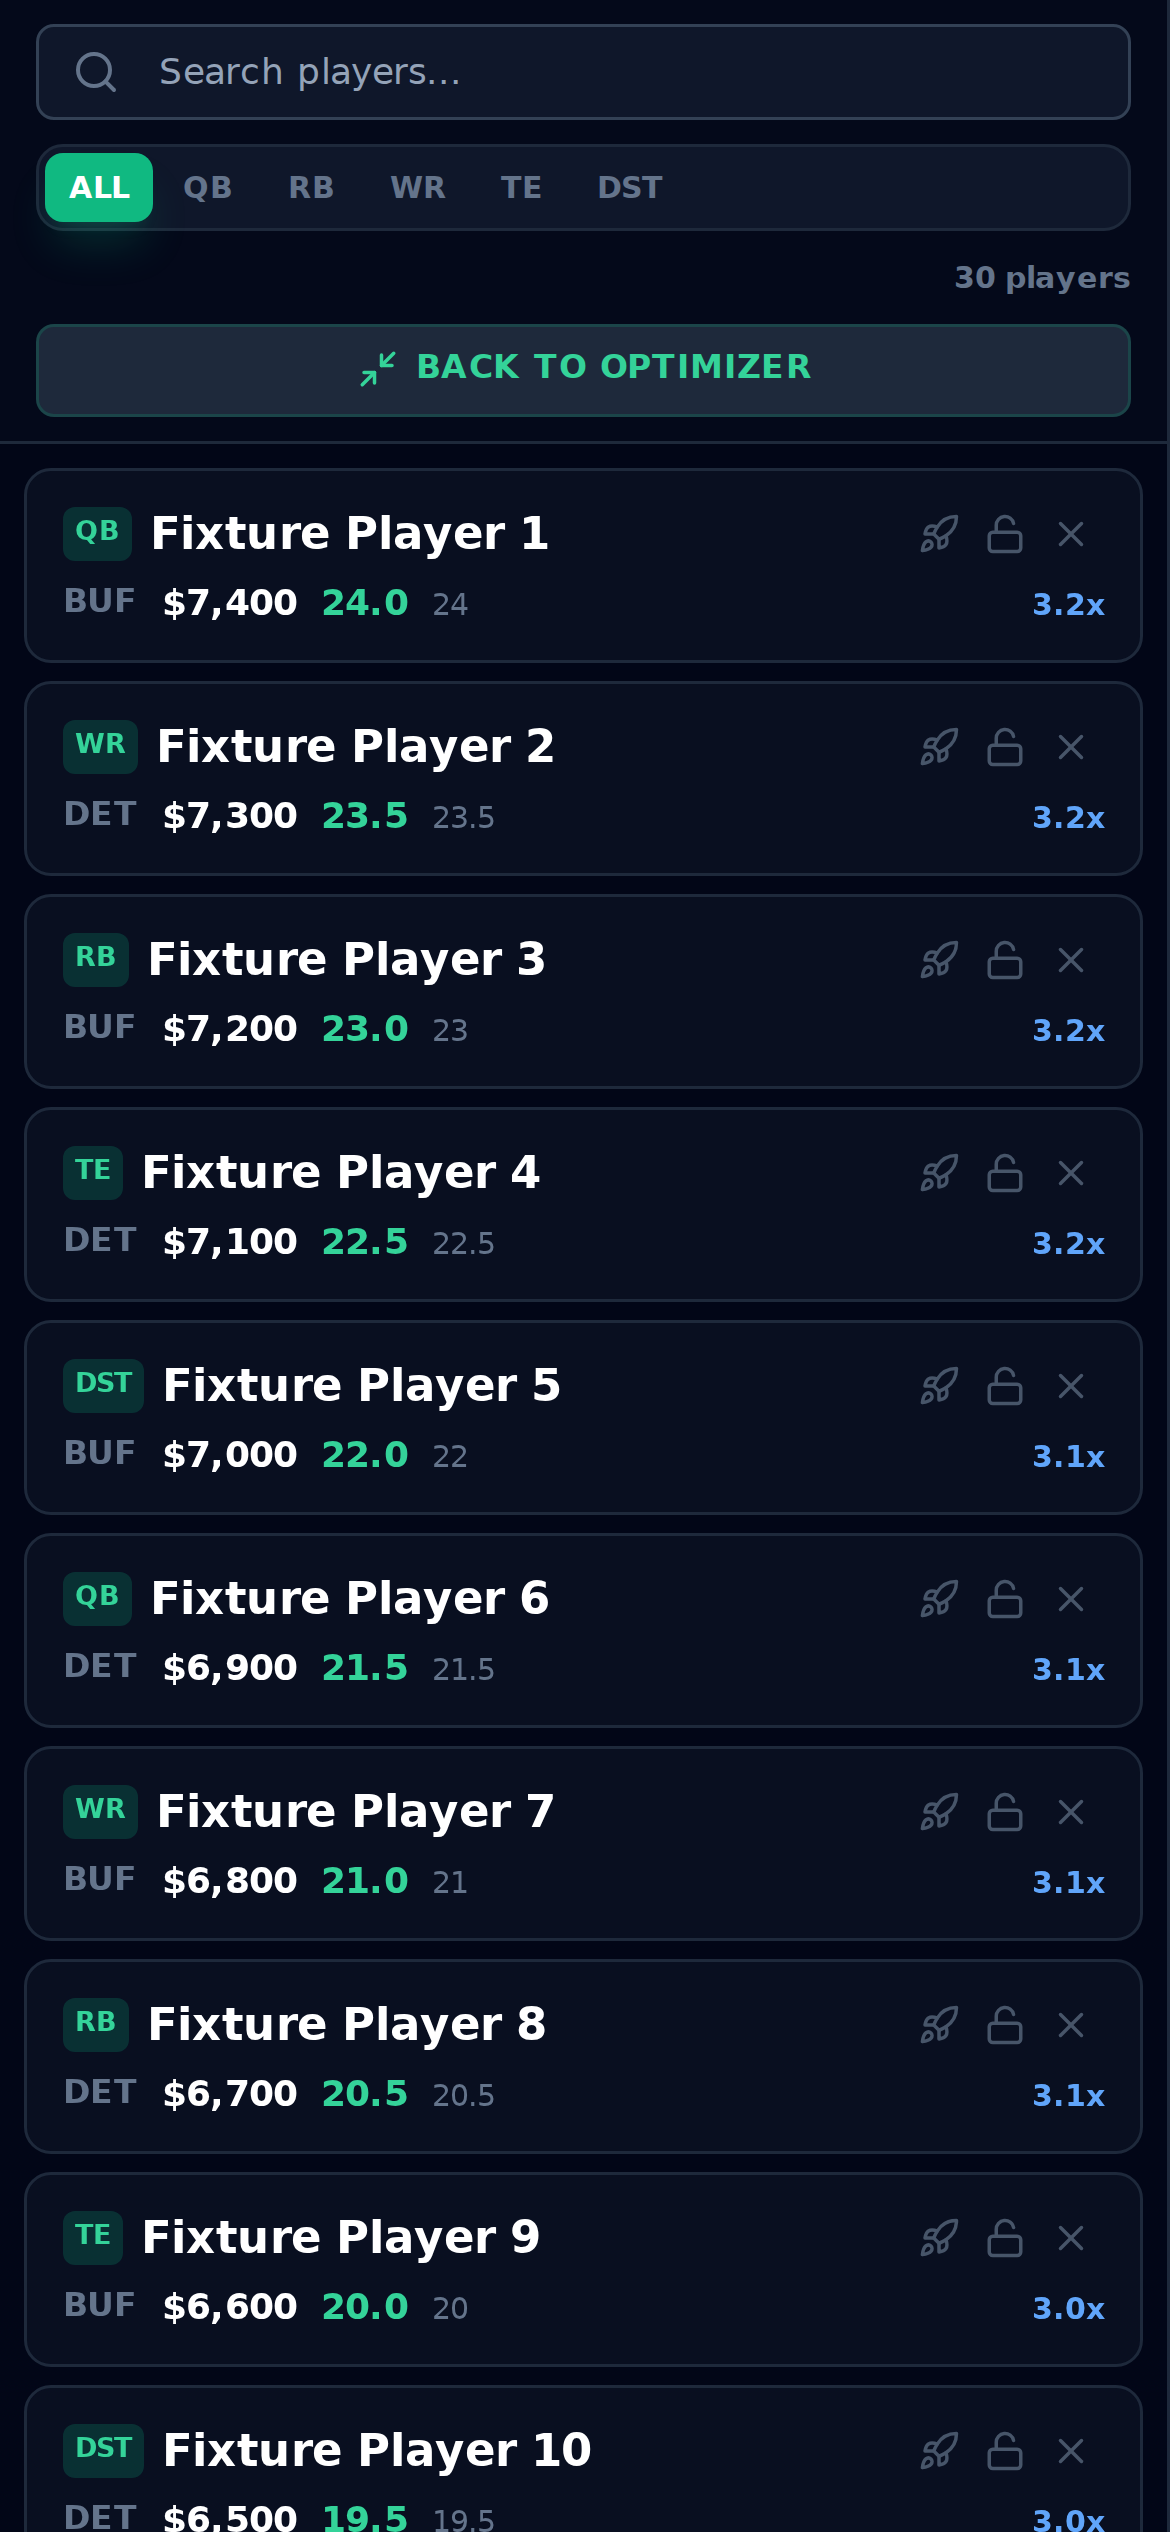 Search players...
ALL QB RB WR TE DST
30 players
BACK TO OPTIMIZER
QB Fixture Player 1
BUF $7,400 24.0 24 3.2x
WR Fixture Player 2
DET $7,300 23.5 23.5 3.2x
RB Fixture Player 3
BUF $7,200 23.0 23 3.2x
TE Fixture Player 4
DET $7,100 22.5 22.5 3.2x
DST Fixture Player 5
BUF $7,000 22.0 22 3.1x
QB Fixture Player 6
DET $6,900 21.5 21.5 3.1x
WR Fixture Player 7
BUF $6,800 21.0 21 3.1x
RB Fixture Player 8
DET $6,700 20.5 20.5 3.1x
TE Fixture Player 9
BUF $6,600 20.0 20 3.0x
DST Fixture Player 10
DET $6,500 19.5 19.5 3.0x